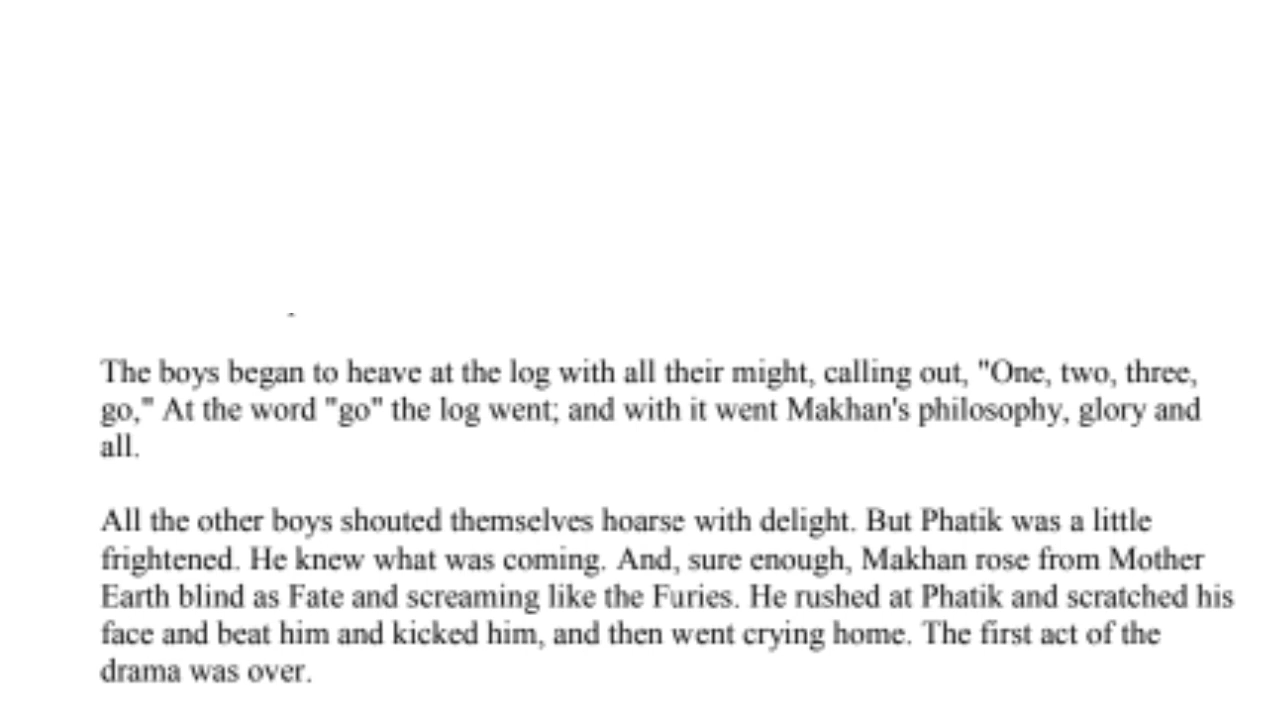 The boys began to heave at the log with all their might, calling out, "One, two, three,
go," At the word "go" the log went; and with it went Makhan's philosophy, glory and
all.
All the other boys shouted themselves hoarse with delight. But Phatik was a little
frightened. He knew what was coming. And, sure enough, Makhan rose from Mother
Earth blind as Fate and screaming like the Furies. He rushed at Phatik and scratched his
face and beat him and kicked him, and then went crying home. The first act of the
drama was over.